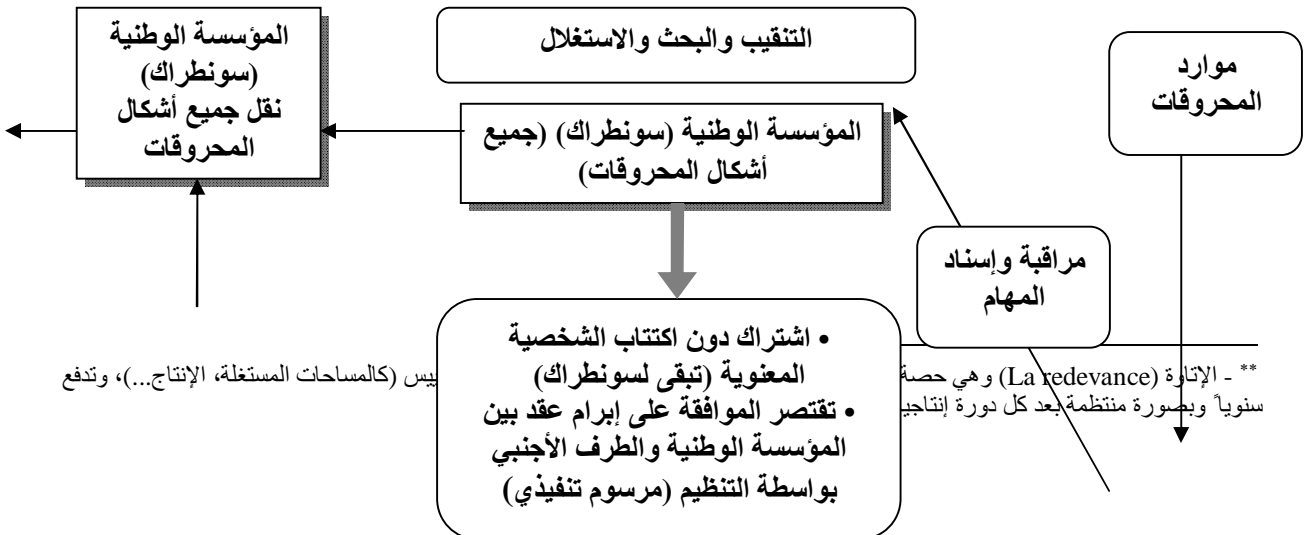 التنقيب والبحث والاستغلال
موارد
المحروقات
المؤسسة الوطنية (سونطراك) (جميع
أشكال المحروقات)
المؤسسة الوطنية
(سونطراك)
نقل جميع أشكال
المحروقات
مراقبة وإسناد
المهام
• اشتراك دون اكتتاب الشخصية
المعنوية (تبقى لسونطراك)
• تقتصر الموافقة على إبرام عقد بين
المؤسسة الوطنية والطرف الأجنبي
بواسطة التنظيم (مرسوم تنفيذي)
** - الإتاوة (La redevance) وهي حصة (كالمساحات المستغلة، الإنتاج...)، وتدفع
سنوياً وبصورة منتظمة بعد كل دورة